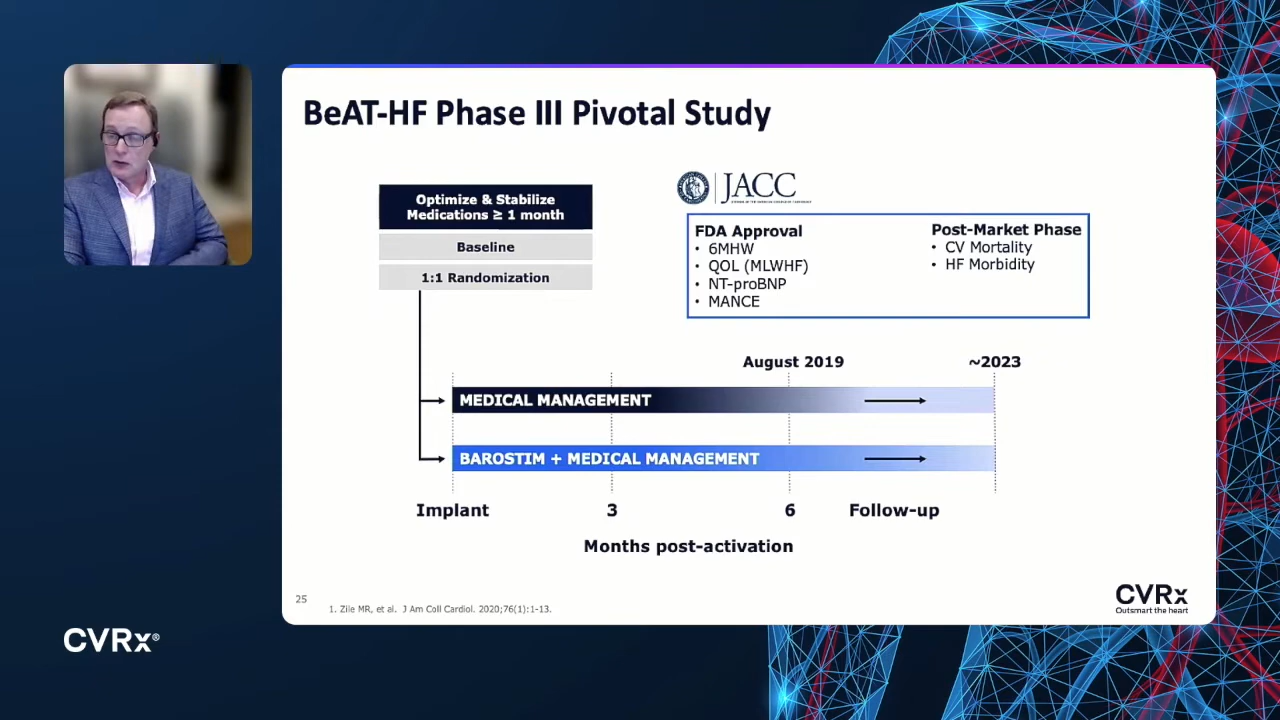 BeAT-HF Phase III Pivotal Study
Optimize & Stabilize
Medications ≥ 1 month
Baseline
1:1 Randomization
JACC
FDA Approval
• 6MHW
• QOL (MLWHF)
• NT-proBNP
• MANCE
Post-Market Phase
• CV Mortality
• HF Morbidity
August 2019
~2023
MEDICAL MANAGEMENT
BAROSTIM + MEDICAL MANAGEMENT
Implant
3
6
Follow-up
Months post-activation
25
1. Zile MR, et al. J Am Coll Cardiol. 2020;76(1):1-13.
CVRx
Outsmart the heart
CVRx®